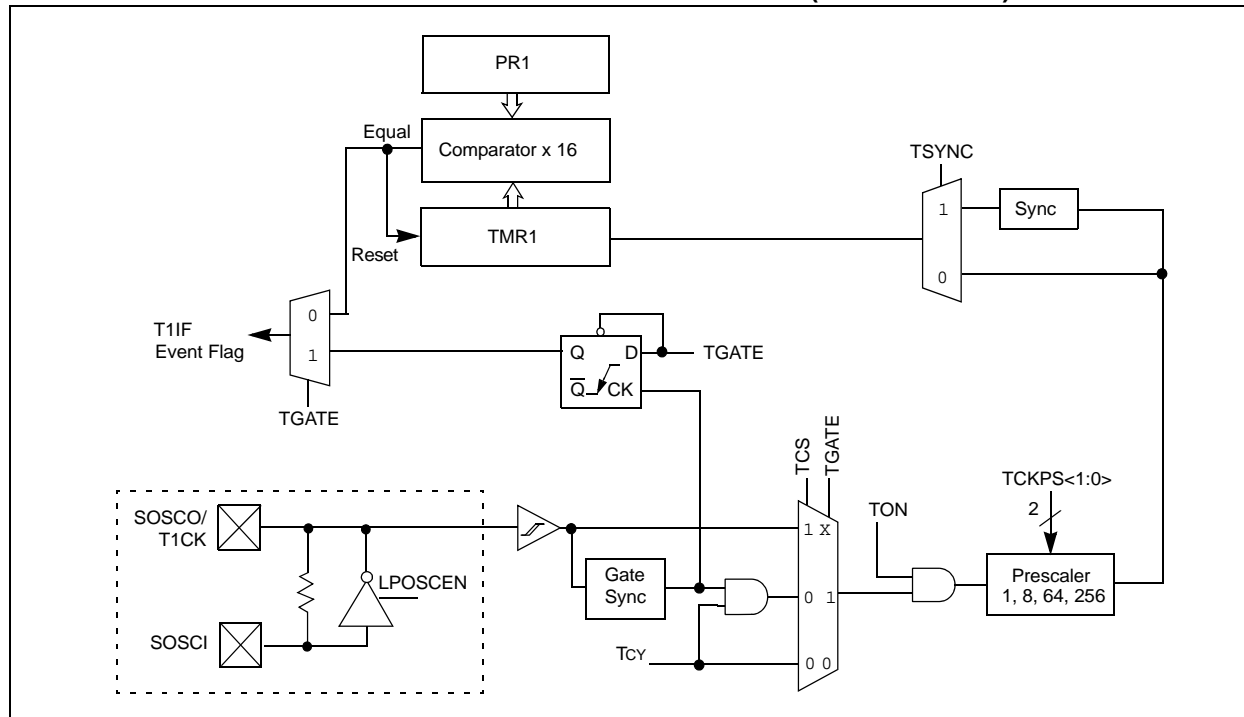 PR1
Equal
Comparator x 16
TSYNC
1
Sync
TMR1
Reset
0
0
T1IF
Event Flag
1
Q
D
TGATE
Q
CK
TGATE
TCS
TGATE
TCKPS<1:0>
2
SOSCO/
T1CK
TON
1 X
LPOSCEN
Gate
Sync
0 1
Prescaler
1, 8, 64, 256
SOSCI
TCY
0 0